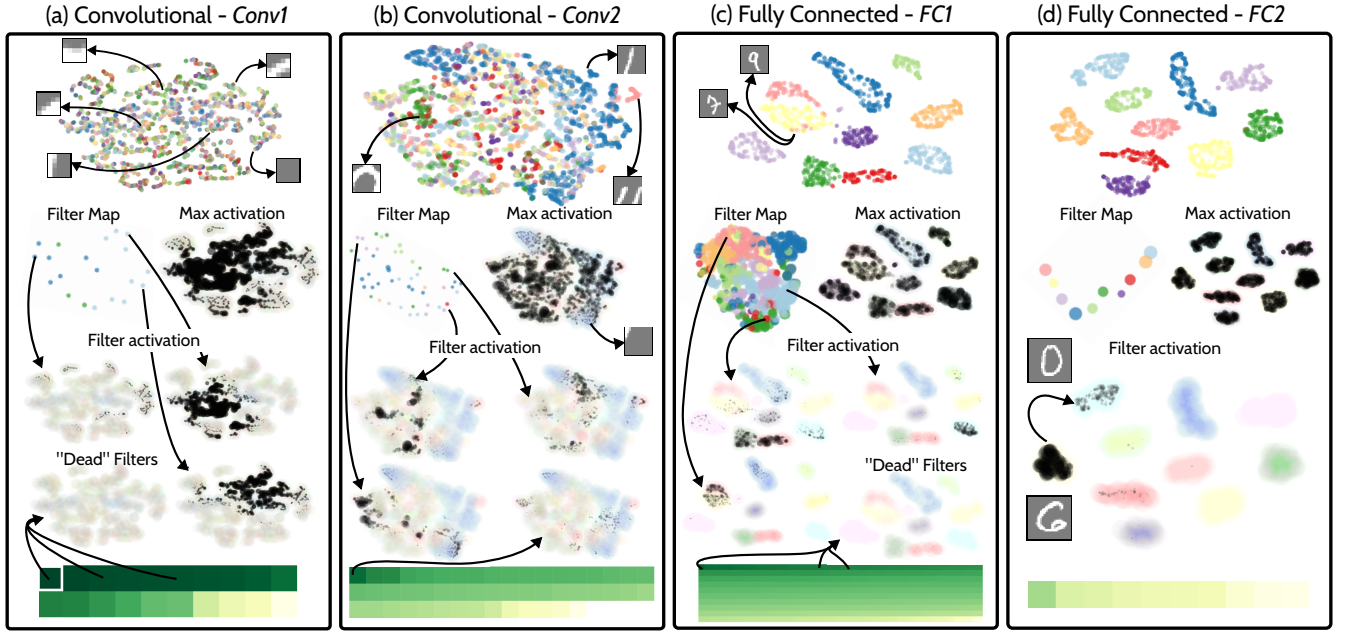 (a) Convolutional - Conv1
(b) Convolutional - Conv2
(c) Fully Connected - FC1
(d) Fully Connected - FC2
Filter Map
Max activation
Filter activation
"Dead" Filters
Filter Map
Max activation
Filter activation
Filter Map
Max activation
Filter activation
"Dead" Filters
Filter Map
Max activation
Filter activation